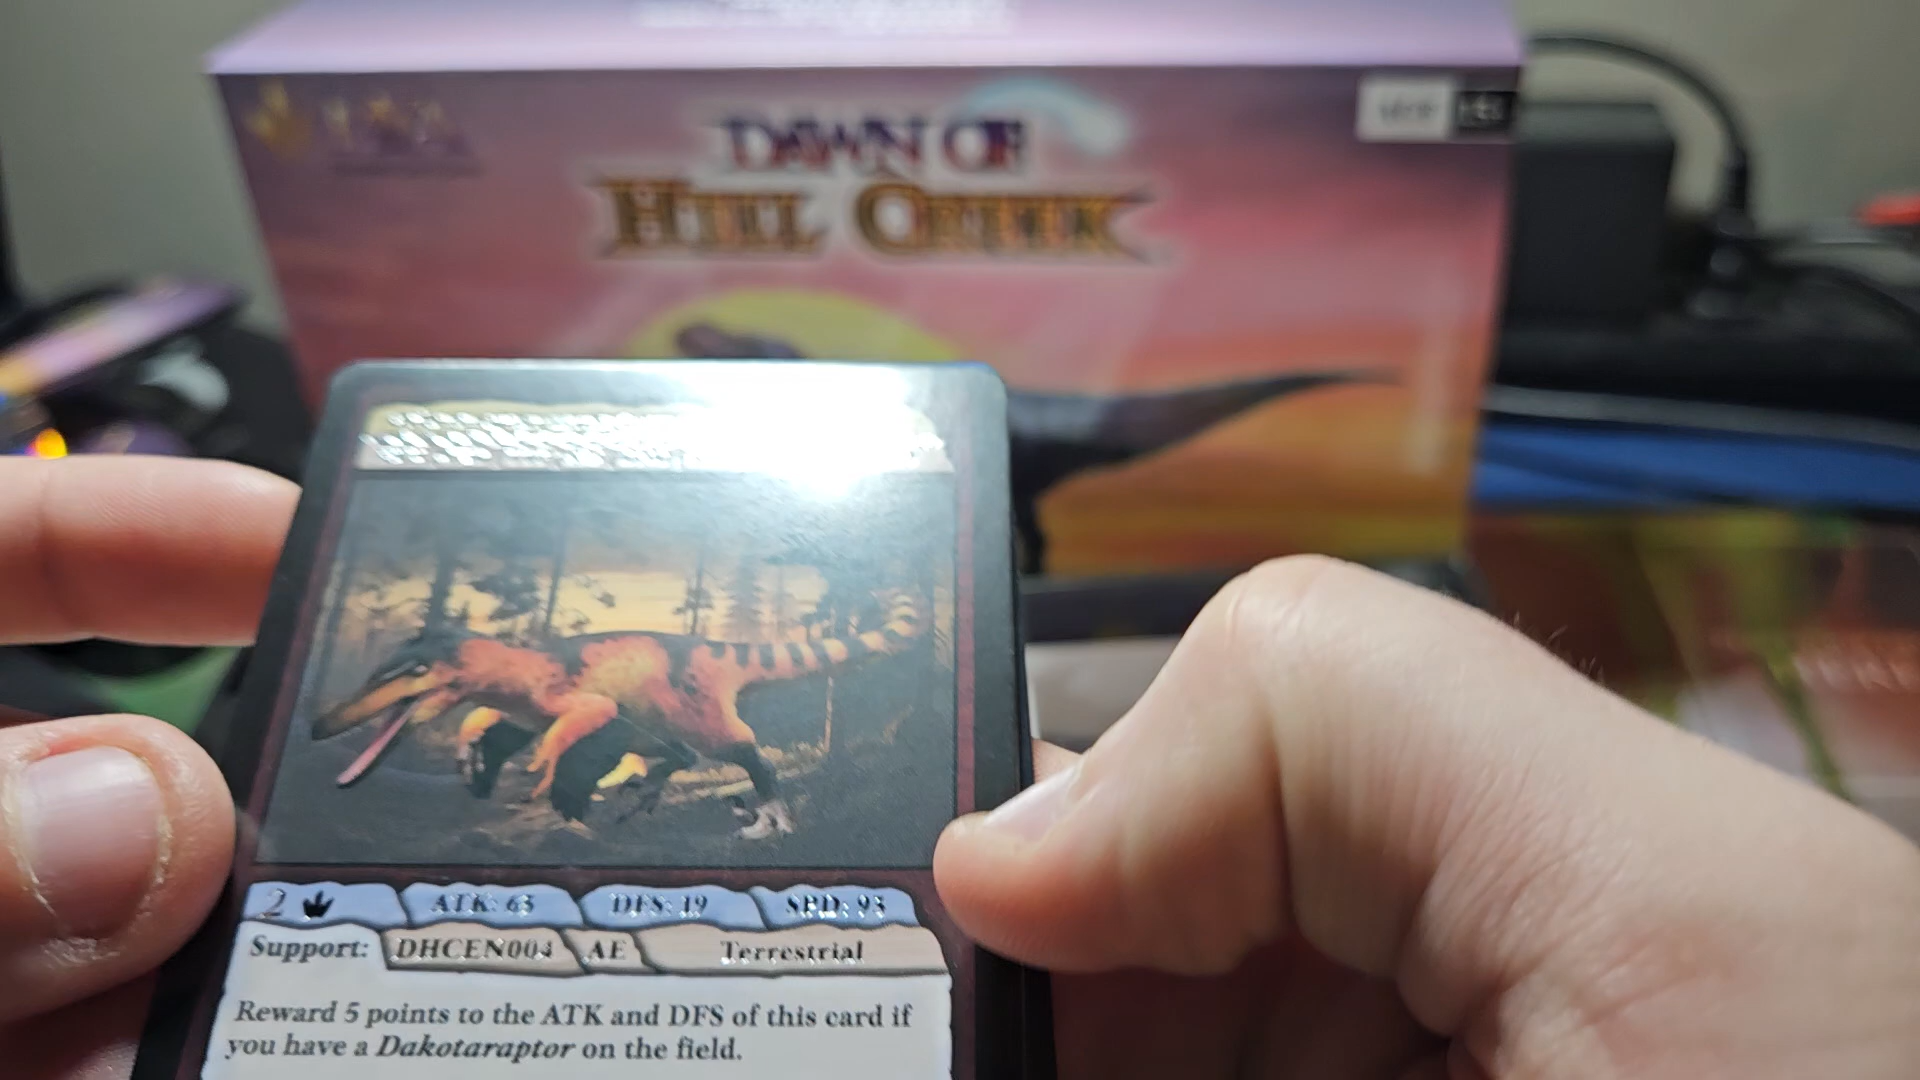 DAWN OF
HELL CREEK
2
ATK: 63
DFS: 19
SPD: 93
Support:
DHCEN004
AE
Terrestrial
Reward 5 points to the ATK and DFS of this card if
you have a Dakotaraptor on the field.